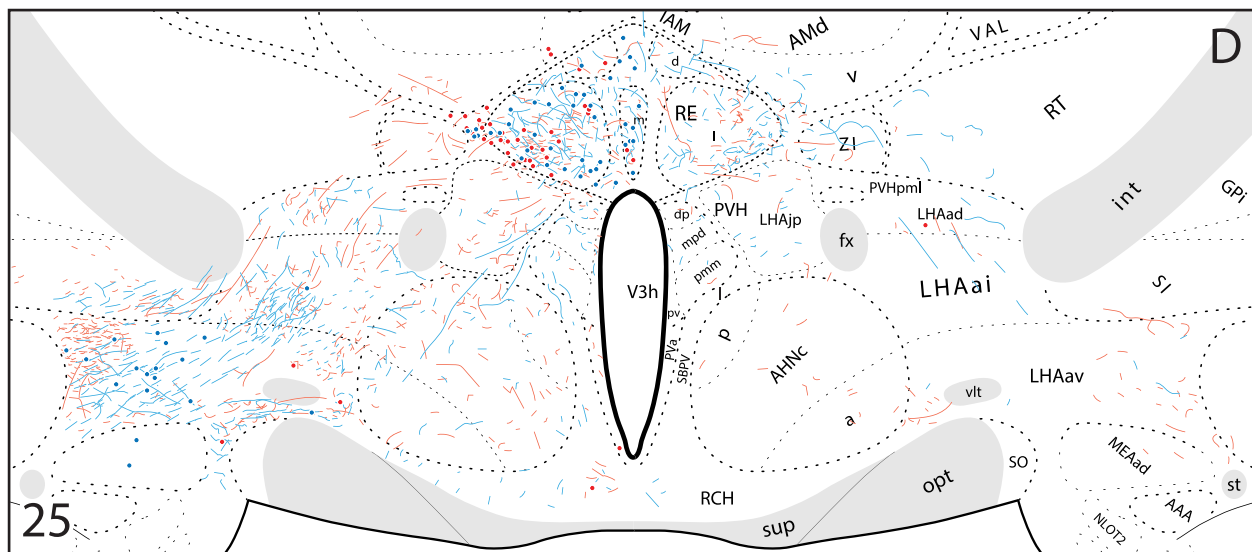 IAM
AMd
VAL
D
d
v
RE
RT
m
l
ZI
PVHpml
GPi
int
dp
PVH
LHAjp
LHAad
mpd
fx
pmm
V3h
l
LHAai
SI
pv
p
PVa
SBPV
AHNc
LHAav
vlt
a
MEAad
SO
opt
st
RCH
AAA
25
sup
NLOT2